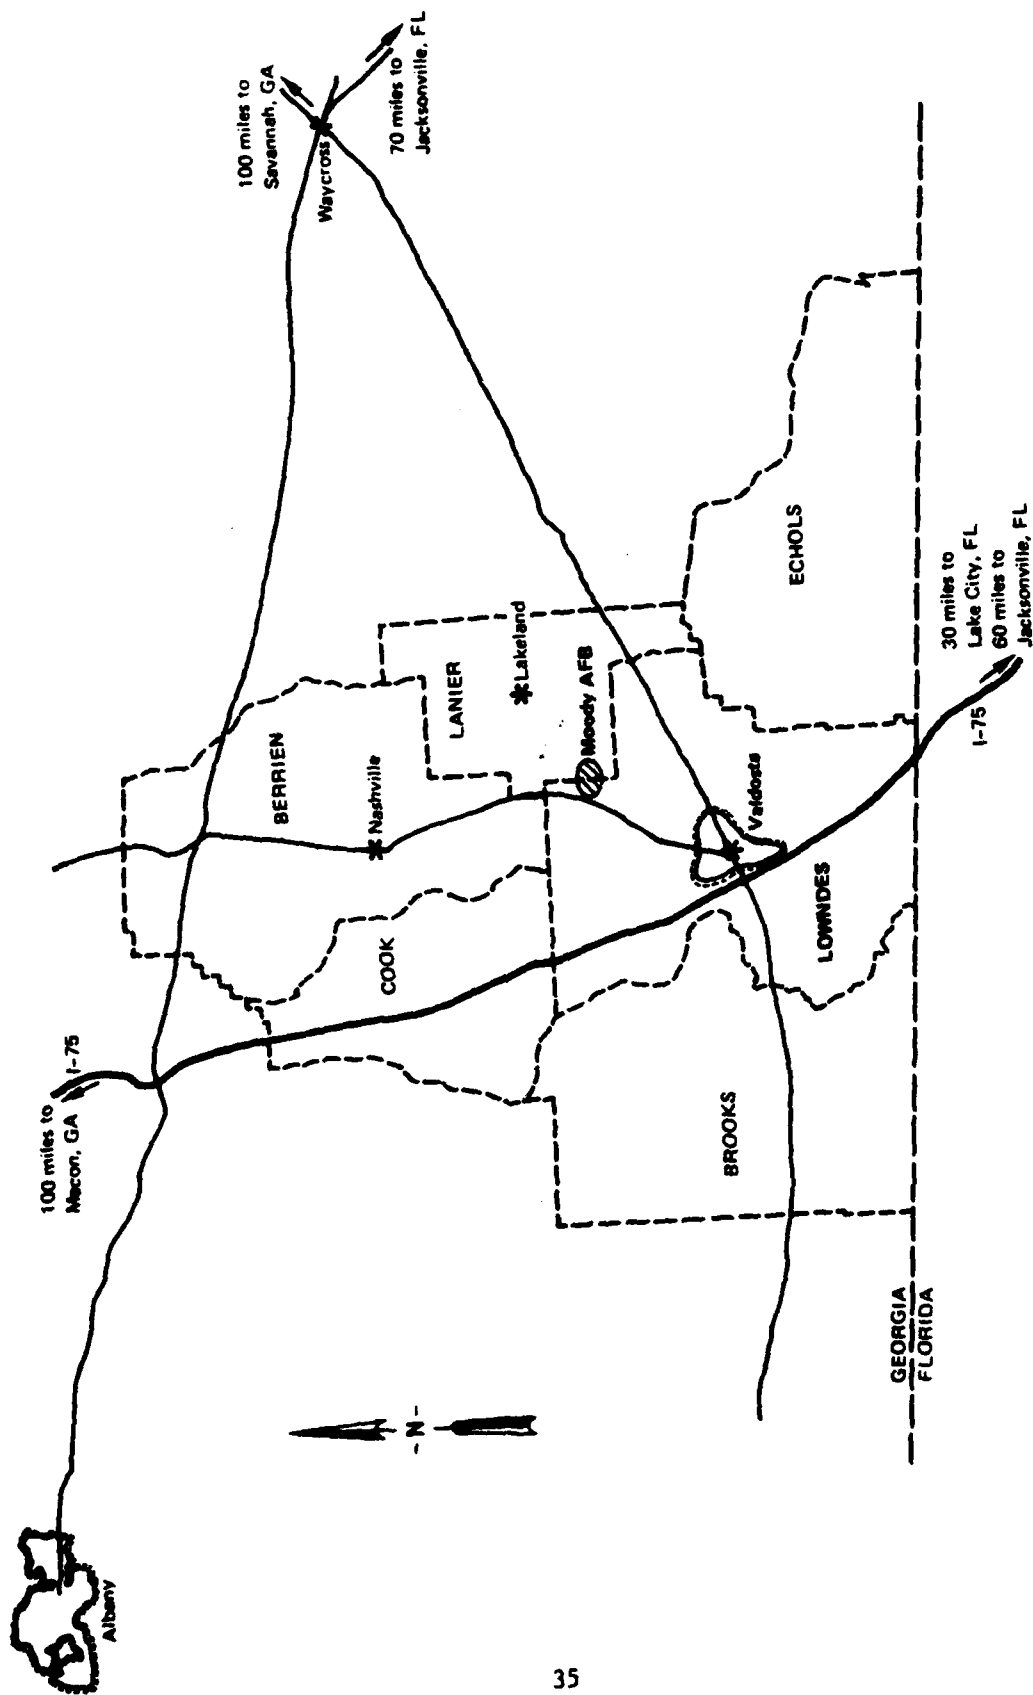 Albany
100 miles to
Macon, GA
I-75
100 miles to
Savannah, GA
Waycross
70 miles to
Jacksonville, FL
BERRIEN
Nashville
COOK
LANIER
Lakeland
Moody AFB
-N-
BROOKS
Valdosta
LOWNDES
ECHOLS
GEORGIA
FLORIDA
I-75
30 miles to
Lake City, FL
60 miles to
Jacksonville, FL
35